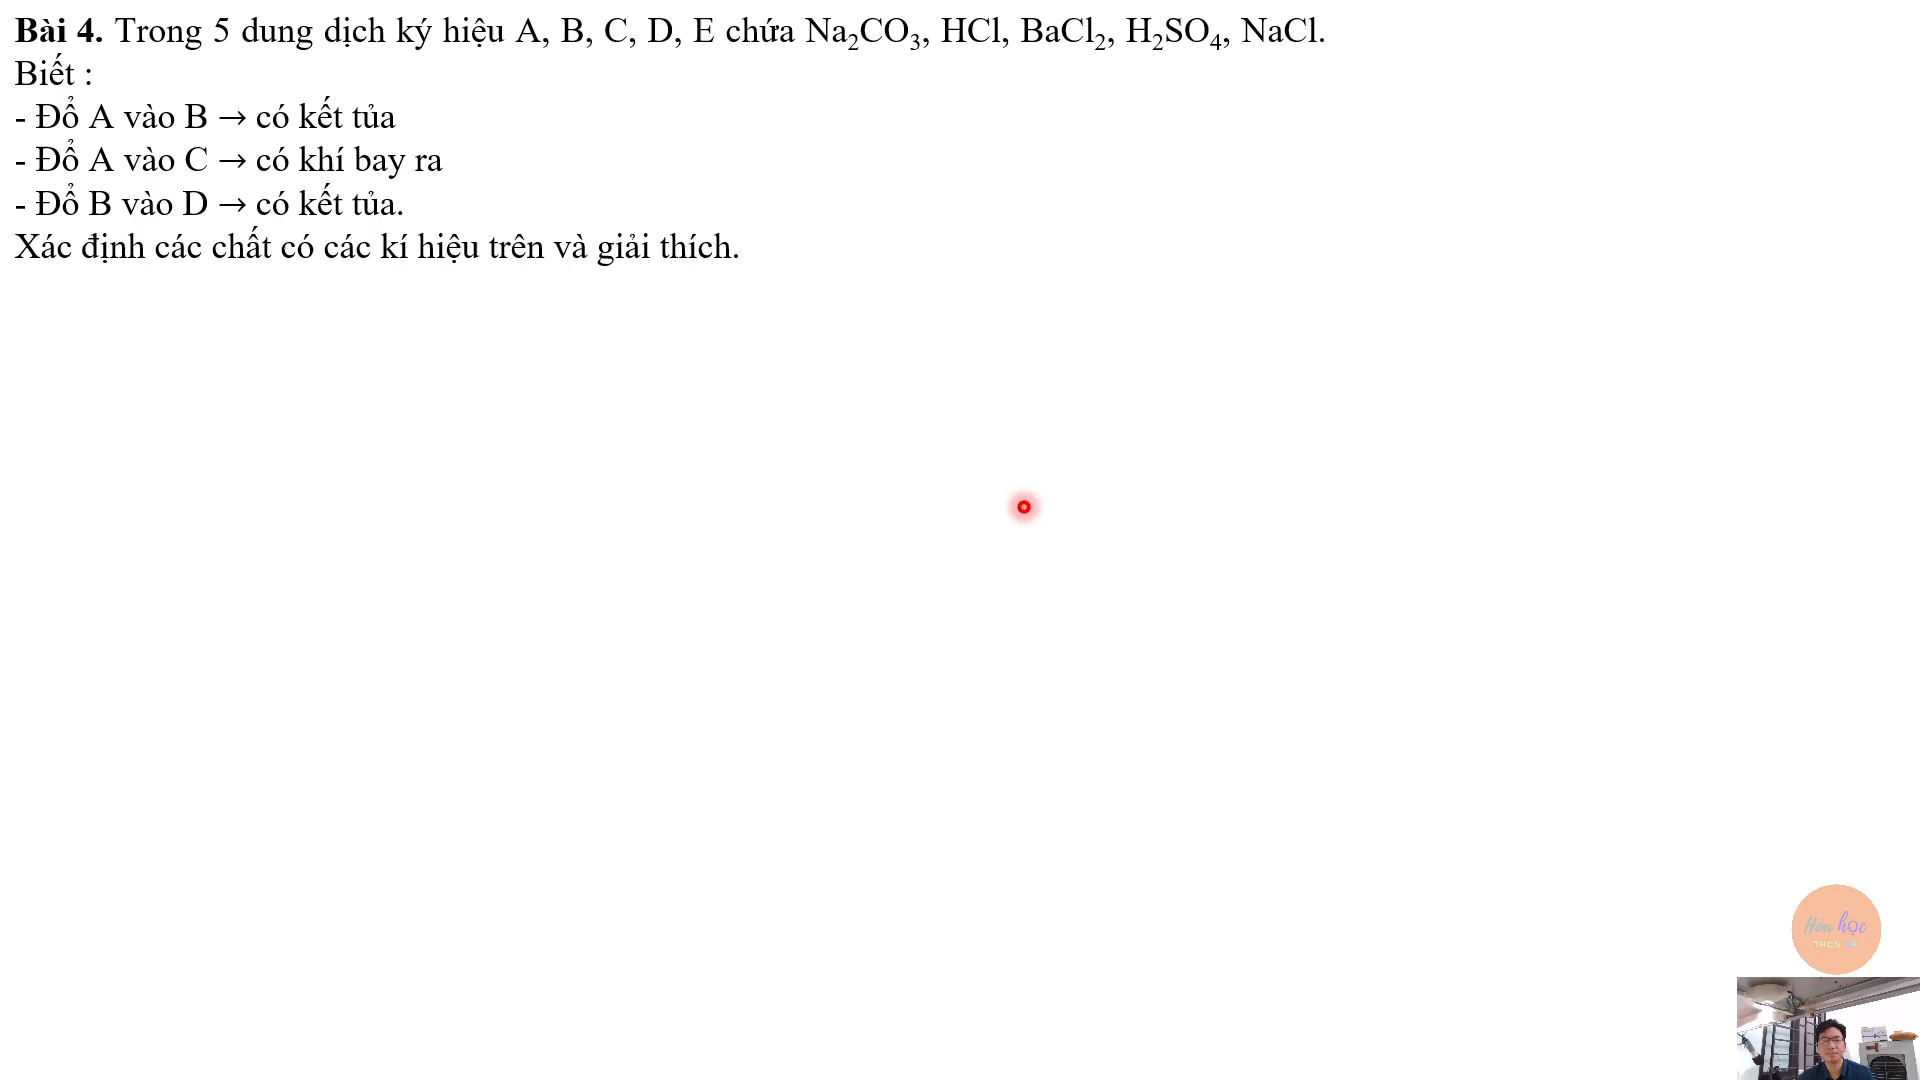 Bài 4. Trong 5 dung dịch ký hiệu A, B, C, D, E chứa Na₂CO₃, HCl, BaCl₂, H₂SO₄, NaCl.
Biết :
- Đổ A vào B → có kết tủa
- Đổ A vào C → có khí bay ra
- Đổ B vào D → có kết tủa.
Xác định các chất có các kí hiệu trên và giải thích.
học
THCS